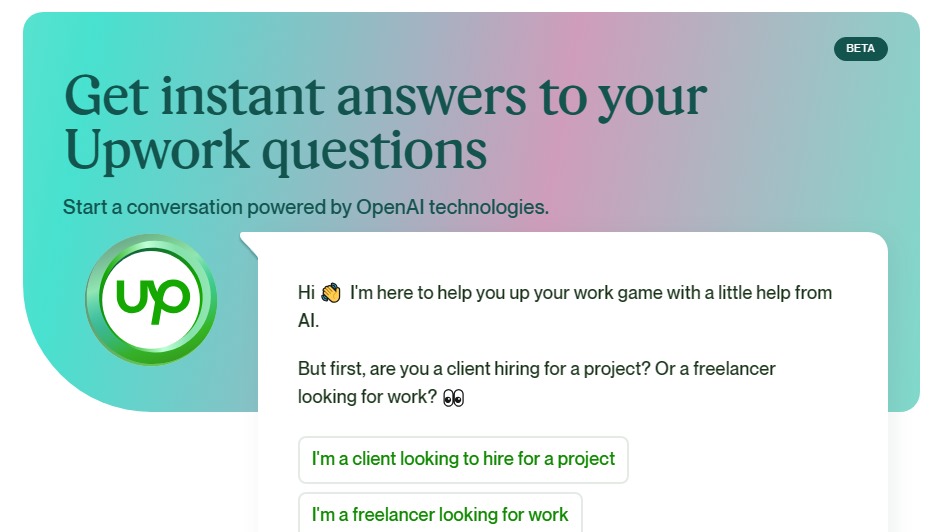 BETA
Get instant answers to your
Upwork questions
Start a conversation powered by OpenAI technologies.
up
Hi 👋 I'm here to help you up your work game with a little help from
AI.
But first, are you a client hiring for a project? Or a freelancer
looking for work? 👀
I'm a client looking to hire for a project
I'm a freelancer looking for work